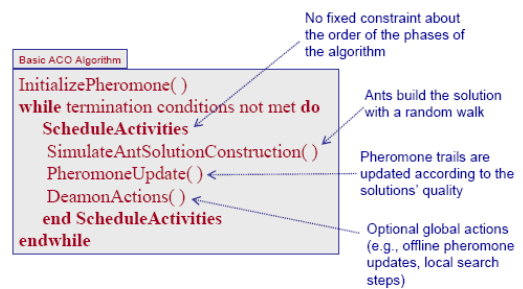 No fixed constraint about
the order of the phases of
the algorithm
Basic ACO Algorithm
InitializePheromone( )
while termination conditions not met do
ScheduleActivities
SimulateAntSolutionConstruction( )
PheromoneUpdate( )
DeamonActions( )
end ScheduleActivities
endwhile
Ants build the solution
with a random walk
Pheromone trails are
updated according to the
solutions' quality
Optional global actions
(e.g., offline pheromone
updates, local search
steps)